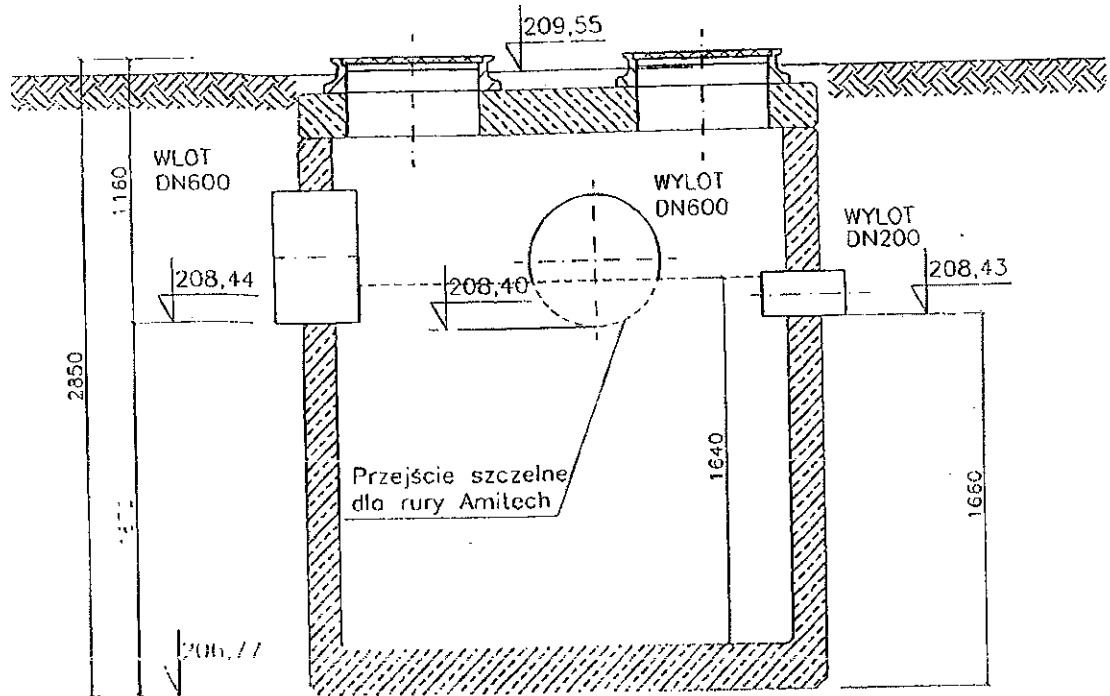 209,55
WLOT
DN600
WYLOT
DN600
WYLOT
DN200
1160
208,44
208,40
208,43
2850
Przejście szczelne
dla rury Amitech
1640
1660
206,77